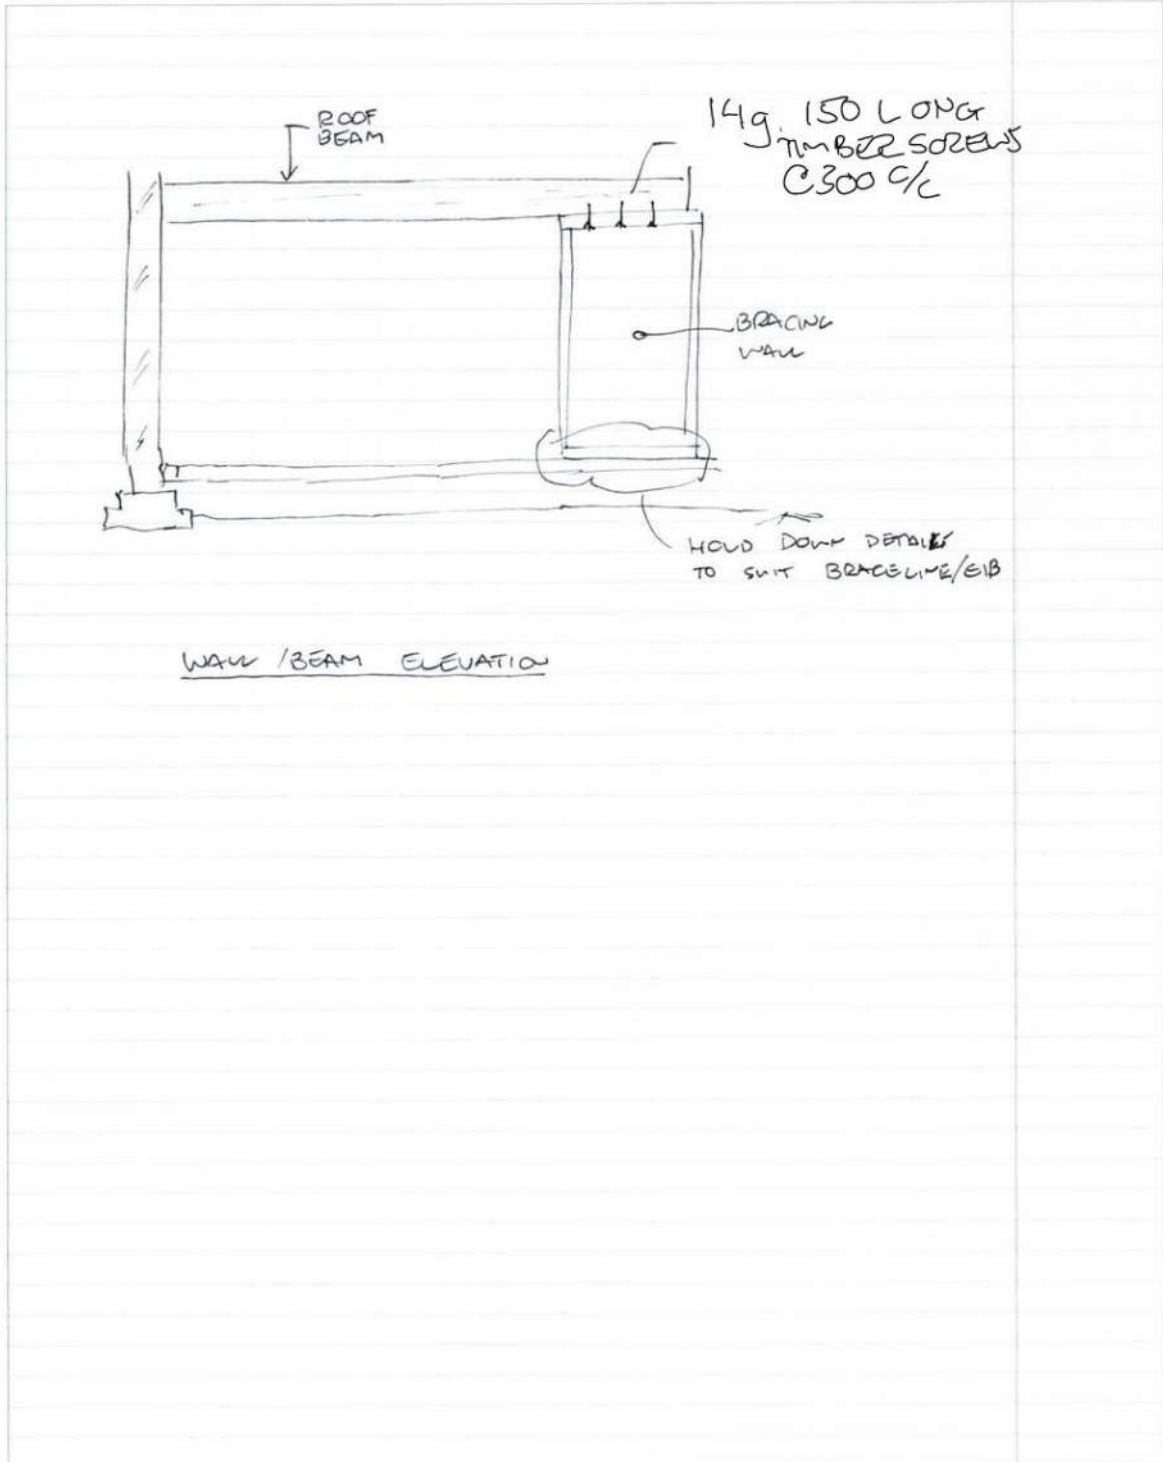 ROOF
BEAM
14g. 150 LONG
TIMBER SCREWS
@300 c/c
BRACING
WALL
HOLD DOWN DETAILS
TO SUIT BRACELINE/GIB
WALL / BEAM ELEVATION